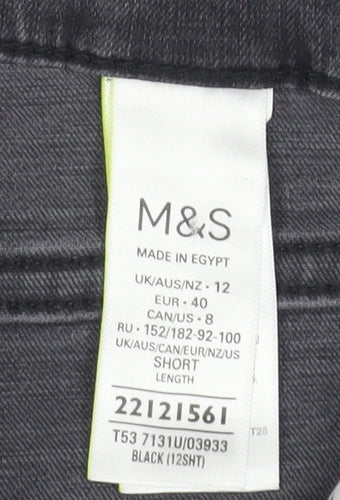 M&S
MADE IN EGYPT
UK/AUS/NZ • 12
EUR • 40
CAN/US • 8
RU • 152/182-92-100
UK/AUS/CAN/EUR/NZ/US
SHORT
LENGTH
22121561
T53 7131U/03933
BLACK (12SHT)
T25